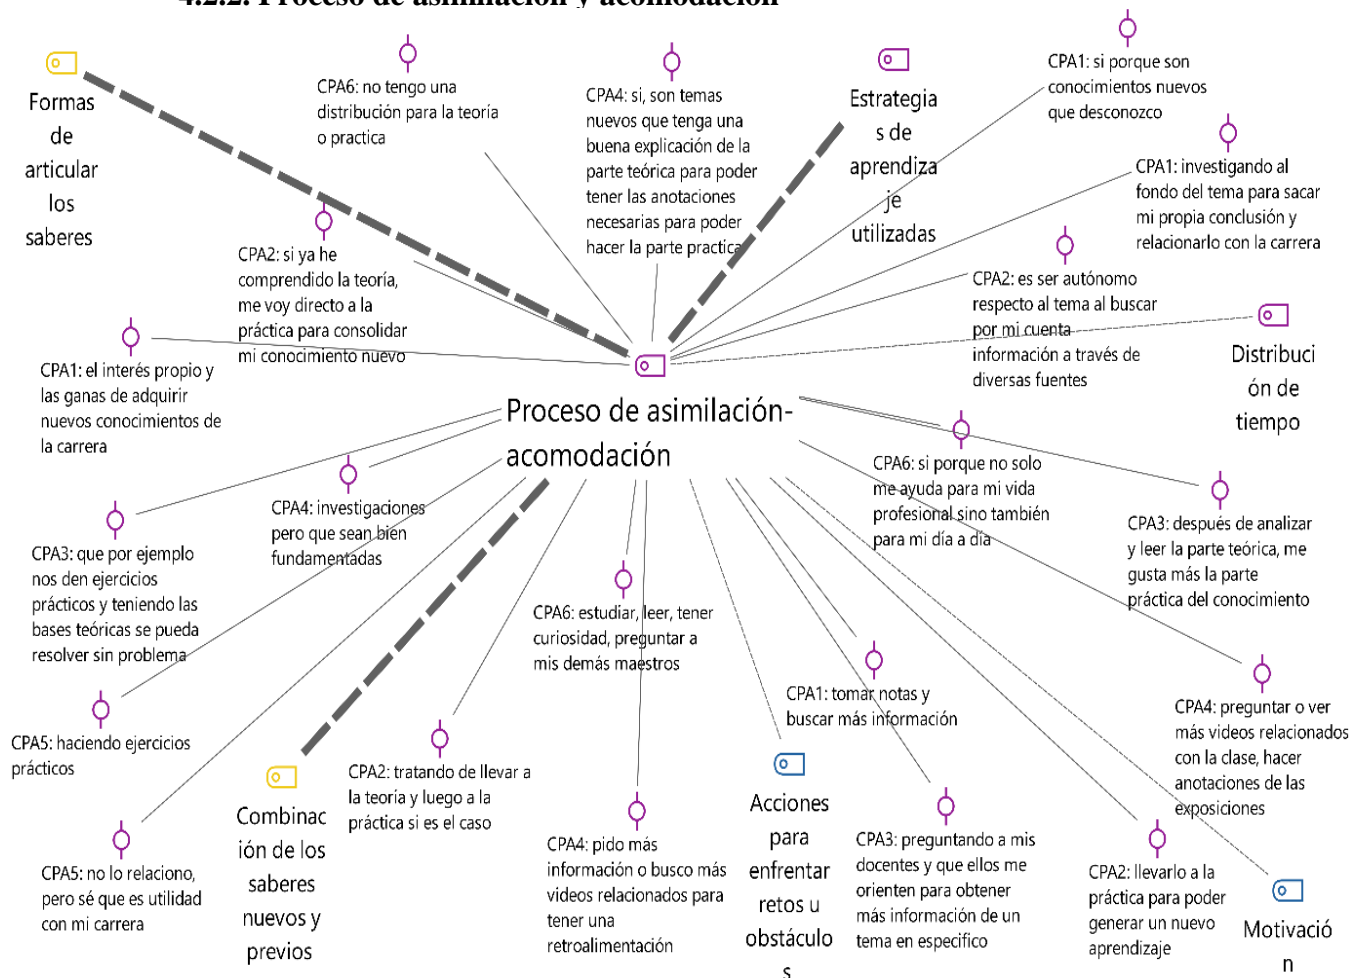 4.2.2. Proceso de asimilación y acomodación
Formas
de
articular
los
saberes
CPA6: no tengo una
distribución para la teoría
o practica
CPA4: si, son temas
nuevos que tenga una
buena explicación de la
parte teórica para poder
tener las anotaciones
necesarias para poder
hacer la parte practica
Estrategia
s de
aprendiza
je
utilizadas
CPA1: si porque son
conocimientos nuevos
que desconozco
CPA1: investigando al
fondo del tema para sacar
mi propia conclusión y
relacionarlo con la carrera
CPA2: si ya he
comprendido la teoría,
me voy directo a la
práctica para consolidar
mi conocimiento nuevo
CPA2: es ser autónomo
respecto al tema al buscar
por mi cuenta
información a través de
diversas fuentes
Distribuci
ón de
tiempo
CPA1: el interés propio y
las ganas de adquirir
nuevos conocimientos de
la carrera
Proceso de asimilación-
acomodación
CPA4: investigaciones
pero que sean bien
fundamentadas
CPA6: si porque no solo
me ayuda para mi vida
profesional sino también
para mi día a día
CPA3: después de analizar
y leer la parte teórica, me
gusta más la parte
práctica del conocimiento
CPA3: que por ejemplo
nos den ejercicios
prácticos y teniendo las
bases teóricas se pueda
resolver sin problema
CPA6: estudiar, leer, tener
curiosidad, preguntar a
mis demás maestros
CPA1: tomar notas y
buscar más información
CPA4: preguntar o ver
más videos relacionados
con la clase, hacer
anotaciones de las
exposiciones
CPA5: haciendo ejercicios
prácticos
CPA2: tratando de llevar a
la teoría y luego a la
práctica si es el caso
Combinac
ión de los
saberes
nuevos y
previos
Acciones
para
enfrentar
retos u
obstáculo
s
CPA5: no lo relaciono,
pero sé que es utilidad
con mi carrera
CPA4: pido más
información o busco más
videos relacionados para
tener una
retroalimentación
CPA3: preguntando a mis
docentes y que ellos me
orienten para obtener
más información de un
tema en especifico
CPA2: llevarlo a la
práctica para poder
generar un nuevo
aprendizaje
Motivació
n